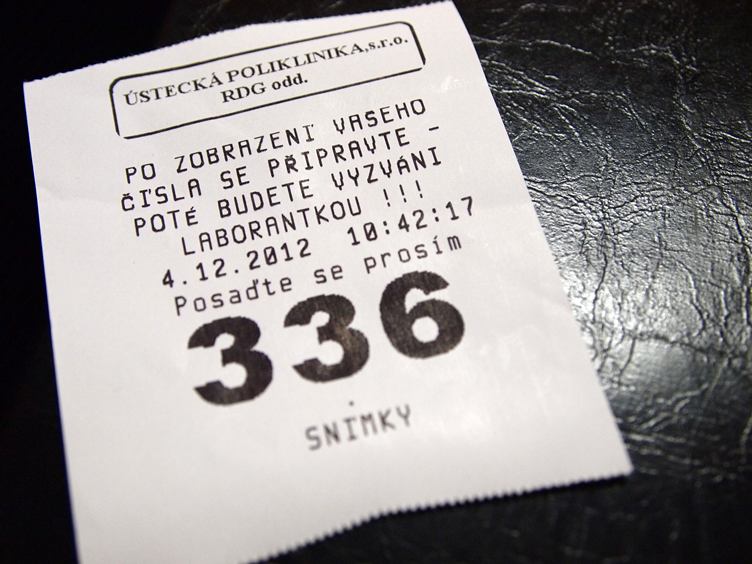 ÚSTECKÁ POLIKLINIKA,s.r.o.
RDG odd.
PO ZOBRAZENÍ VASEHO
ČÍSLA SE PŘIPRAVTE -
POTÉ BUDETE VYZVÁNI
LABORANTKOU !!!
4.12.2012 10:42:17
Posaďte se prosím
336
SNÍMKY